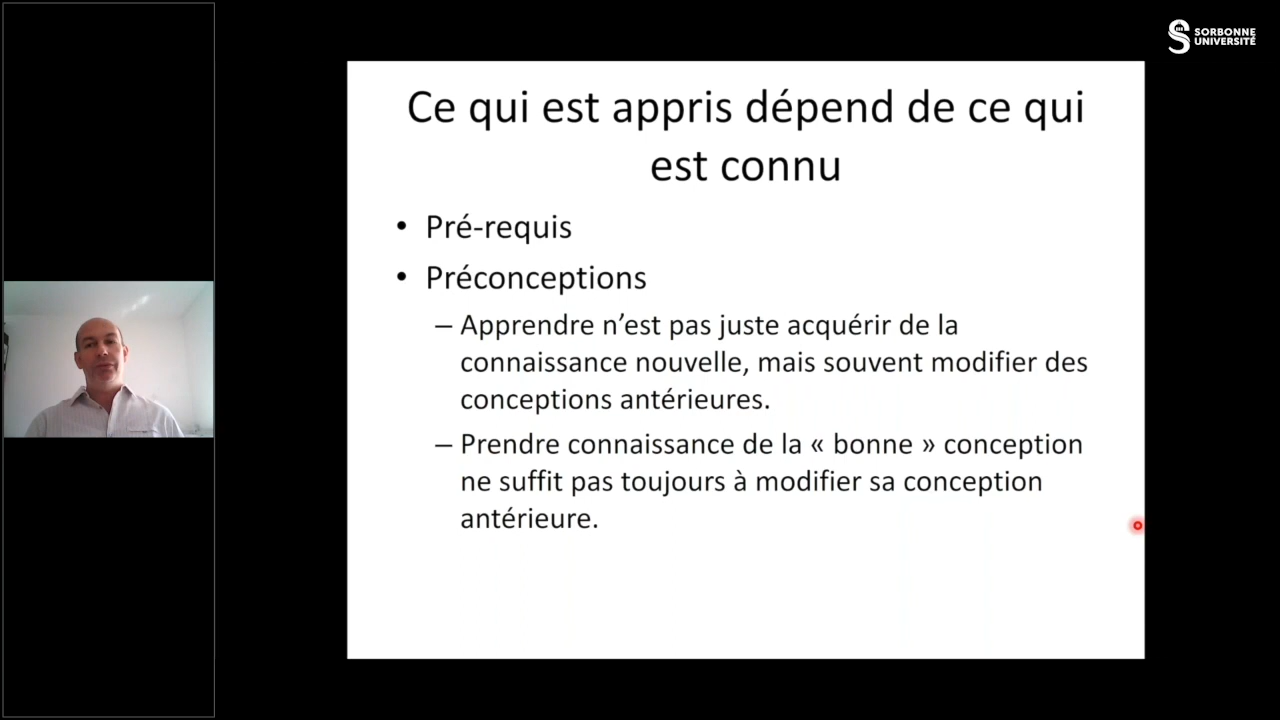 SORBONNE
UNIVERSITÉ
Ce qui est appris dépend de ce qui
est connu
• Pré-requis
• Préconceptions
– Apprendre n’est pas juste acquérir de la
connaissance nouvelle, mais souvent modifier des
conceptions antérieures.
– Prendre connaissance de la « bonne » conception
ne suffit pas toujours à modifier sa conception
antérieure.